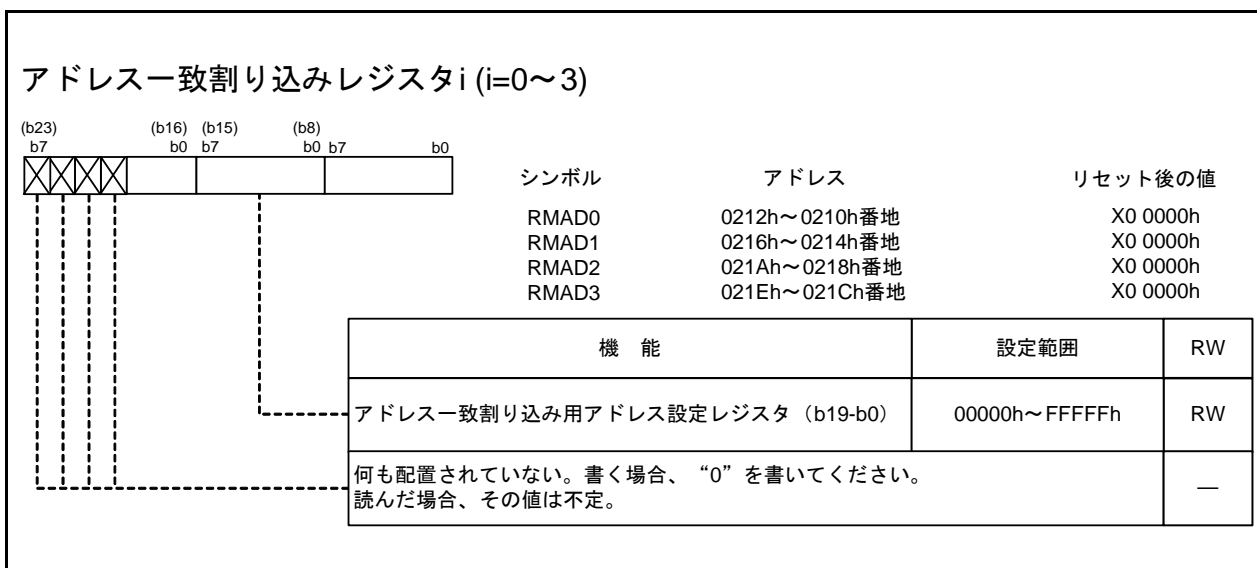 アドレス一致割り込みレジスタi (i=0～3)
(b23) (b16) (b15) (b8)
b7 b0 b7 b0 b7 b0
シンボル アドレス リセット後の値
RMAD0 0212h～0210h番地 X0 0000h
RMAD1 0216h～0214h番地 X0 0000h
RMAD2 021Ah～0218h番地 X0 0000h
RMAD3 021Eh～021Ch番地 X0 0000h
機　能 設定範囲 RW
アドレス一致割り込み用アドレス設定レジスタ（b19-b0） 00000h～FFFFFh RW
何も配置されていない。書く場合、“0”を書いてください。
読んだ場合、その値は不定。 —